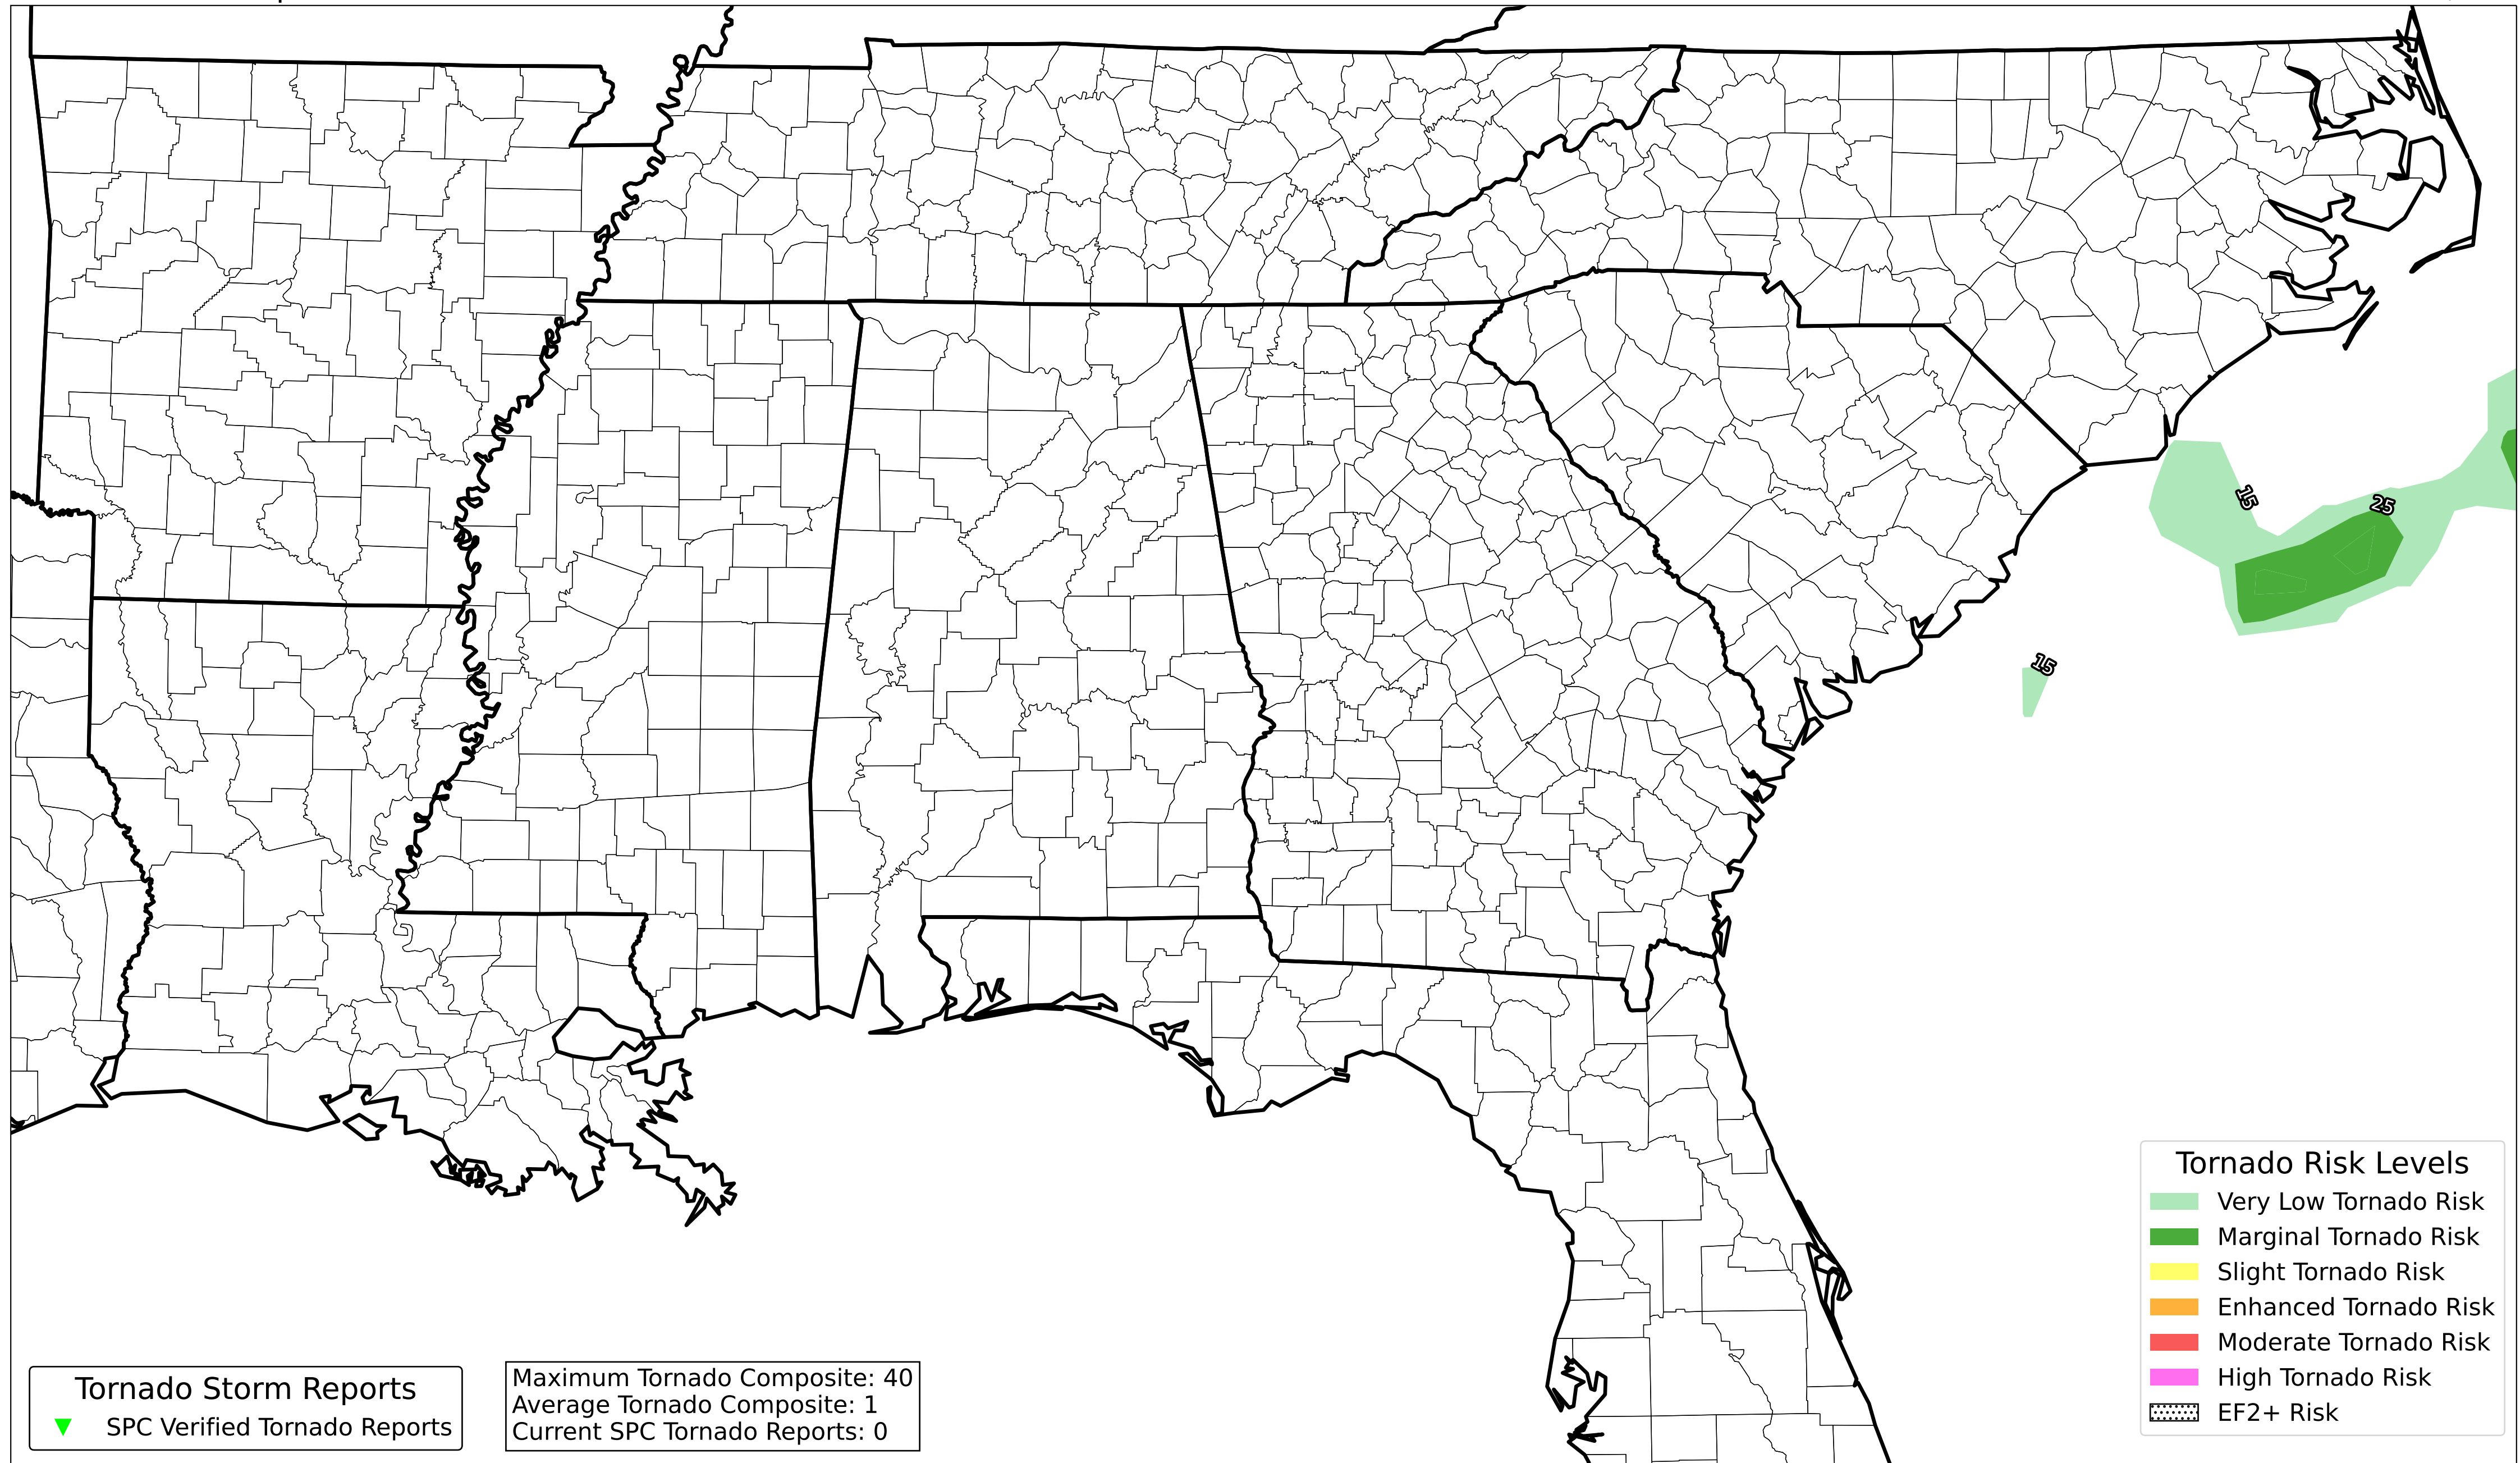 15
25
15
Tornado Risk Levels
Very Low Tornado Risk
Marginal Tornado Risk
Slight Tornado Risk
Enhanced Tornado Risk
Moderate Tornado Risk
High Tornado Risk
EF2+ Risk
Tornado Storm Reports
SPC Verified Tornado Reports
Maximum Tornado Composite: 40
Average Tornado Composite: 1
Current SPC Tornado Reports: 0